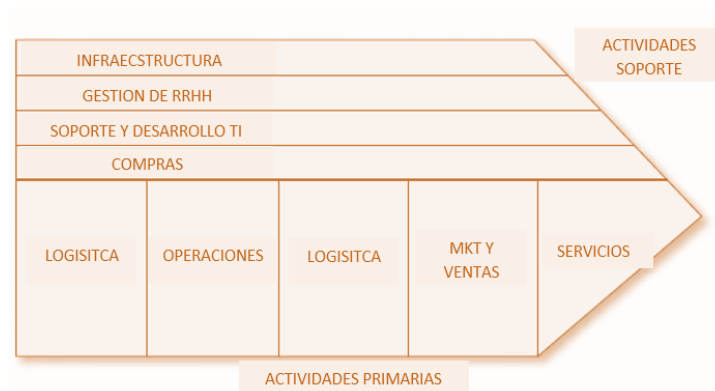 INFRAECSTRUCTURA
ACTIVIDADES
SOPORTE
GESTION DE RRHH
SOPORTE Y DESARROLLO TI
COMPRAS
LOGISITCA
OPERACIONES
LOGISITCA
MKT Y
VENTAS
SERVICIOS
ACTIVIDADES PRIMARIAS